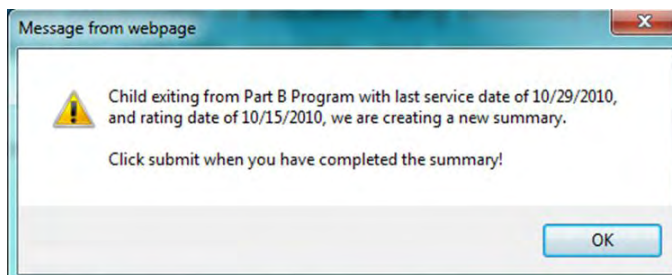 Message from webpage
Child exiting from Part B Program with last service date of 10/29/2010,
and rating date of 10/15/2010, we are creating a new summary.
Click submit when you have completed the summary!
OK